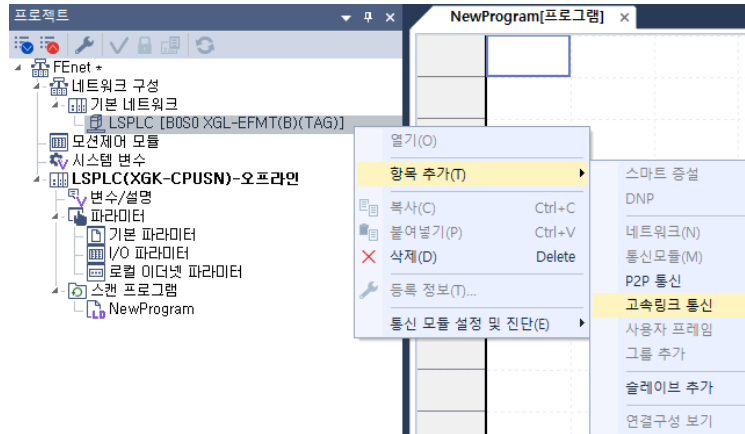 프로젝트
NewProgram[프로그램]
FEnet *
네트워크 구성
기본 네트워크
LSPLC [B0S0 XGL-EFMT(B)(TAG)]
모션제어 모듈
시스템 변수
LSPLC(XGK-CPUSN)-오프라인
변수/설명
파라미터
기본 파라미터
I/O 파라미터
로컬 이더넷 파라미터
스캔 프로그램
NewProgram
열기(O)
항목 추가(T)
복사(C) Ctrl+C
붙여넣기(P) Ctrl+V
삭제(D) Delete
등록 정보(T)...
통신 모듈 설정 및 진단(E)
스마트 증설
DNP
네트워크(N)
통신모듈(M)
P2P 통신
고속링크 통신
사용자 프레임
그룹 추가
슬레이브 추가
연결구성 보기